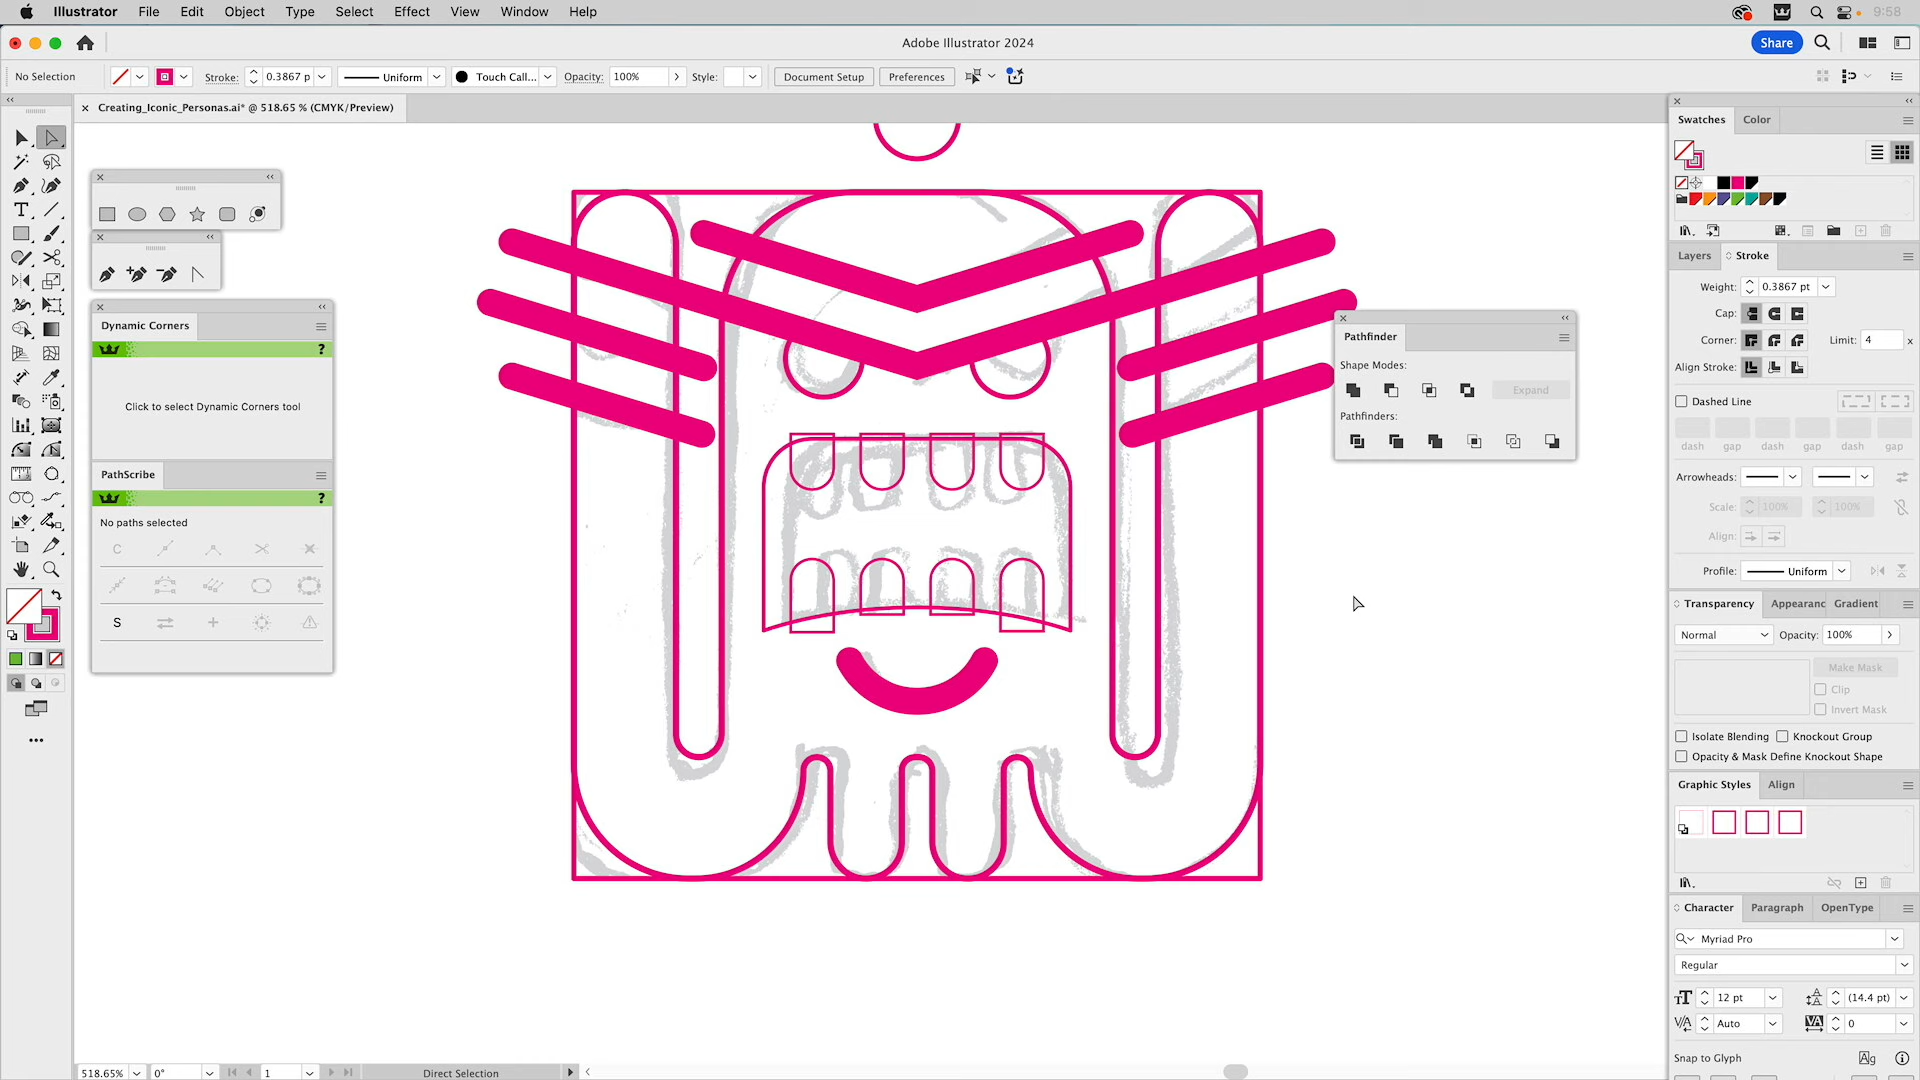 Illustrator File Edit Object Type Select Effect View Window Help 9:58
Adobe Illustrator 2024
Share
No Selection Stroke: 0.3867 p Uniform Touch Call... Opacity: 100% Style: Document Setup Preferences
× Creating_Iconic_Personas.ai* @ 518.65 % (CMYK/Preview)
Swatches Color
Layers Stroke
Weight: 0.3867 pt
Cap:
Corner: Limit: 4 x
Align Stroke:
Dashed Line
dash gap dash gap dash gap
Arrowheads:
Scale: 100% 100%
Align:
Profile: Uniform
Transparency Appearanc Gradient
Normal Opacity: 100%
Make Mask
Clip
Invert Mask
Isolate Blending Knockout Group
Opacity & Mask Define Knockout Shape
Graphic Styles Align
Character Paragraph OpenType
Myriad Pro
Regular
12 pt (14.4 pt)
Auto 0
Snap to Glyph
Dynamic Corners
?
Click to select Dynamic Corners tool
PathScribe
?
No paths selected
C
S
Pathfinder
Shape Modes:
Expand
Pathfinders:
518.65% 0° 1 Direct Selection